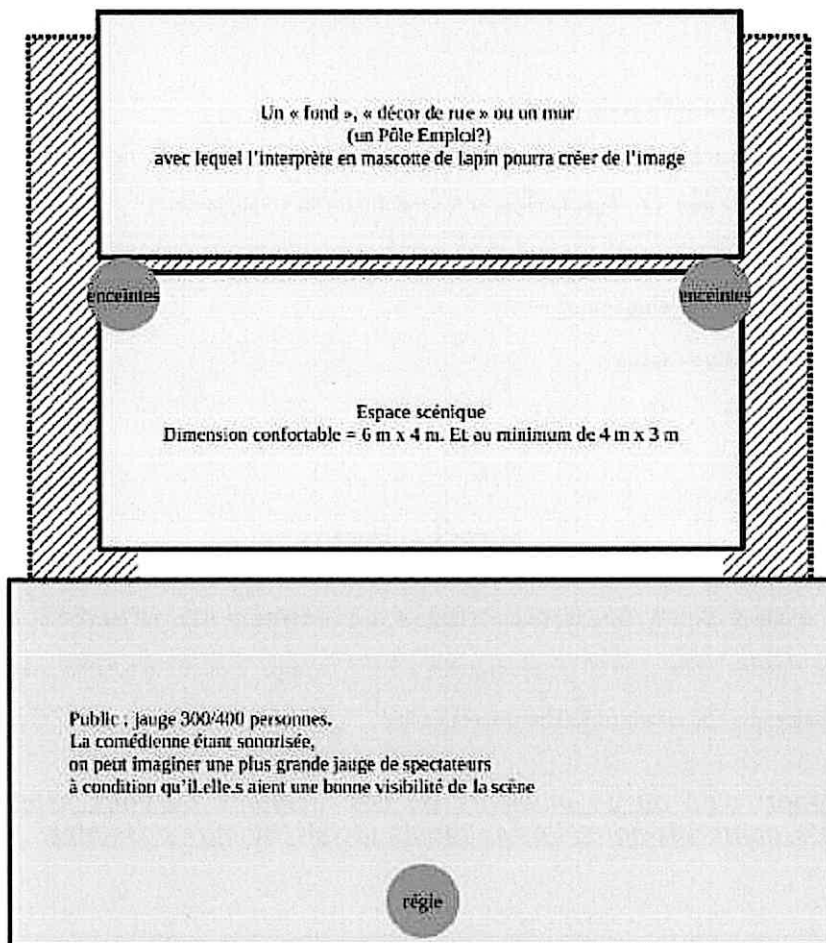 Un « fond », « décor de rue » ou un mur
(un Pôle Emploi?)
avec lequel l'interprète en mascotte de lapin pourra créer de l'image
enceintes
enceintes
Espace scénique
Dimension confortable = 6 m x 4 m. Et au minimum de 4 m x 3 m
Public : jauge 300/400 personnes.
La comédienne étant sonorisée,
on peut imaginer une plus grande jauge de spectateurs
à condition qu'il.elle.s aient une bonne visibilité de la scène
régie